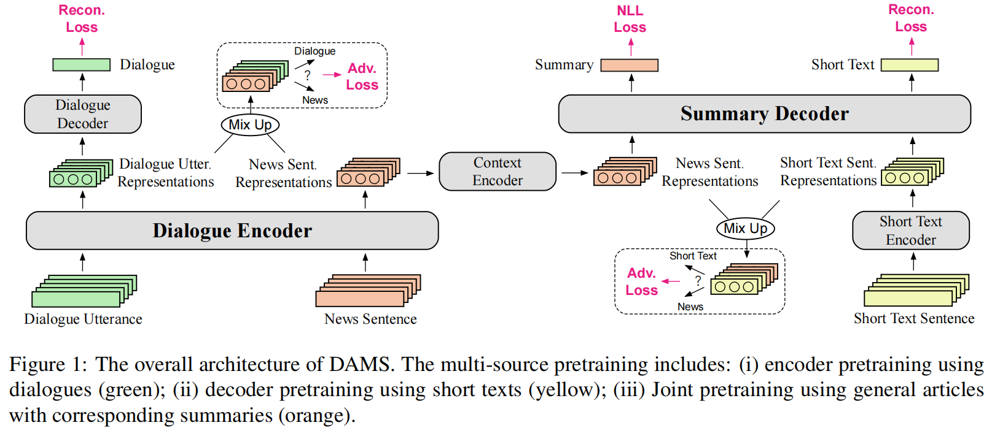 Recon.
Loss
Dialogue
Dialogue
Decoder
Dialogue Utter.
Representations
Dialogue
?
News
Adv.
Loss
Mix Up
News Sent.
Representations
Dialogue Encoder
Dialogue Utterance
News Sentence
Context
Encoder
NLL
Loss
Summary
Recon.
Loss
Short Text
Summary Decoder
News Sent.
Representations
Short Text Sent.
Representations
Mix Up
Short Text
?
News
Adv.
Loss
Short Text
Encoder
Short Text Sentence
Figure 1: The overall architecture of DAMS. The multi-source pretraining includes: (i) encoder pretraining using
dialogues (green); (ii) decoder pretraining using short texts (yellow); (iii) Joint pretraining using general articles
with corresponding summaries (orange).